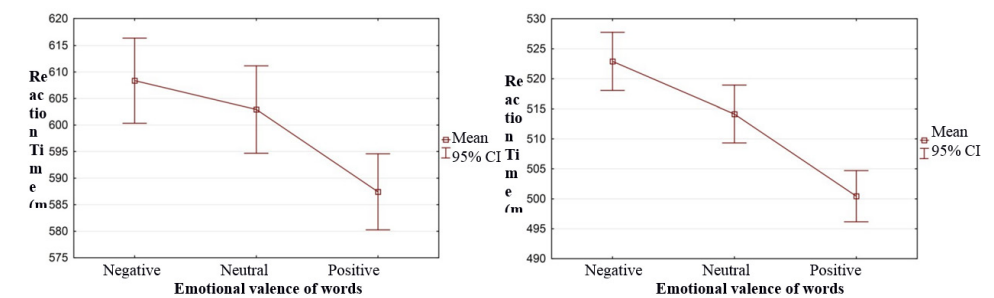 620
615
610
605
600
595
590
585
580
575
Re
ac
tio
n
Ti
m
e
(m
Negative Neutral Positive
Emotional valence of words
Mean
95% CI
530
525
520
515
510
505
500
495
490
Re
ac
tio
n
Ti
m
e
(m
Negative Neutral Positive
Emotional valence of words
Mean
95% CI